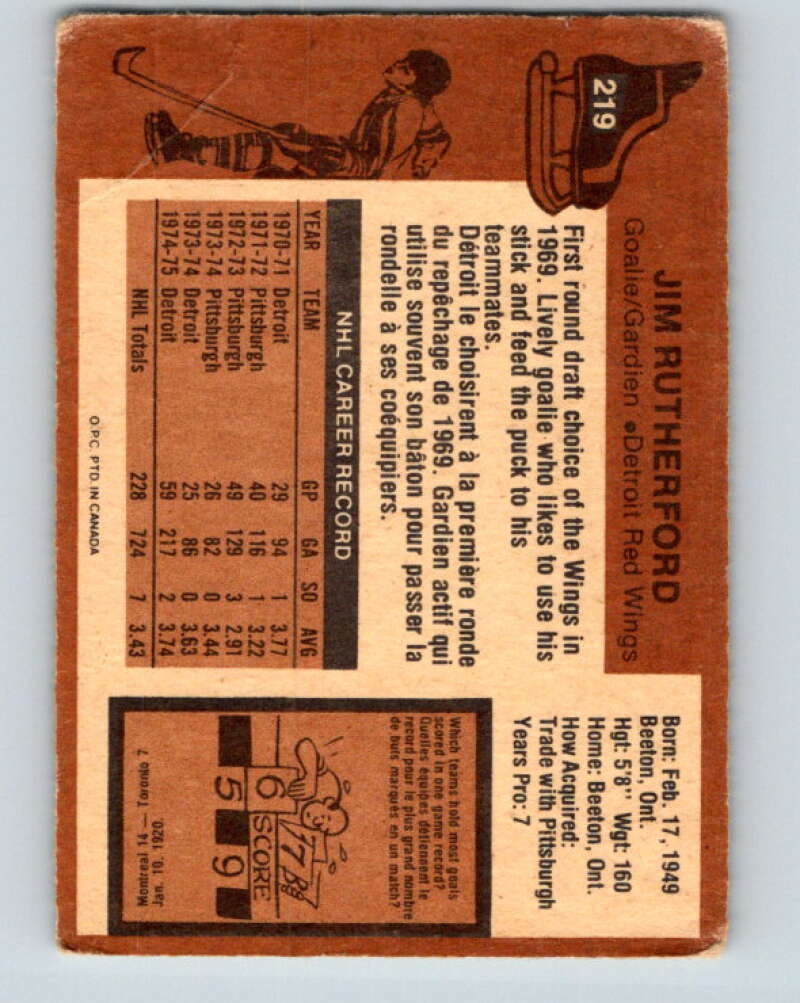 219
JIM RUTHERFORD
Goalie/Gardien • Detroit Red Wings
First round draft choice of the Wings in
1969. Lively goalie who likes to use his
stick and feed the puck to his
teammates.
Détroit le choisirent à la première ronde
du repêchage de 1969. Gardien actif qui
utilise souvent son bâton pour passer la
rondelle à ses coéquipiers.
NHL CAREER RECORD
YEAR TEAM GP GA SO AVG
1970-71 Detroit 29 94 1 3.77
1971-72 Pittsburgh 40 116 1 3.22
1972-73 Pittsburgh 49 129 3 2.91
1973-74 Pittsburgh 26 82 0 3.44
1973-74 Detroit 25 86 0 3.63
1974-75 Detroit 59 217 2 3.74
NHL Totals 228 724 7 3.43
O.P.C. PTD. IN CANADA
Born: Feb. 17, 1949
Beeton, Ont.
Hgt: 5'8" Wgt: 160
Home: Beeton, Ont.
How Acquired:
Trade with Pittsburgh
Years Pro: 7
Which teams hold most goals
scored in one game record?
Quelles équipes détiennent le
record pour le plus grand nombre
de buts marqués en un match?
SCORE
6
5 9
Jan. 10, 1920.
Montreal 14 — Toronto 7